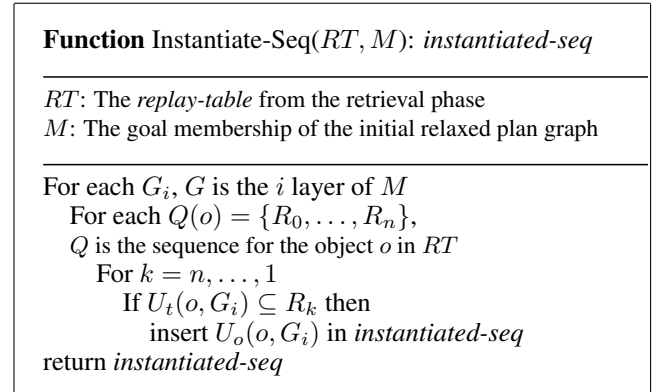 Function Instantiate-Seq(RT, M): instantiated-seq
RT: The replay-table from the retrieval phase
M: The goal membership of the initial relaxed plan graph
For each G_i, G is the i layer of M
For each Q(o) = {R_0, . . . , R_n},
Q is the sequence for the object o in RT
For k = n, . . . , 1
If U_t(o, G_i) ⊆ R_k then
insert U_o(o, G_i) in instantiated-seq
return instantiated-seq